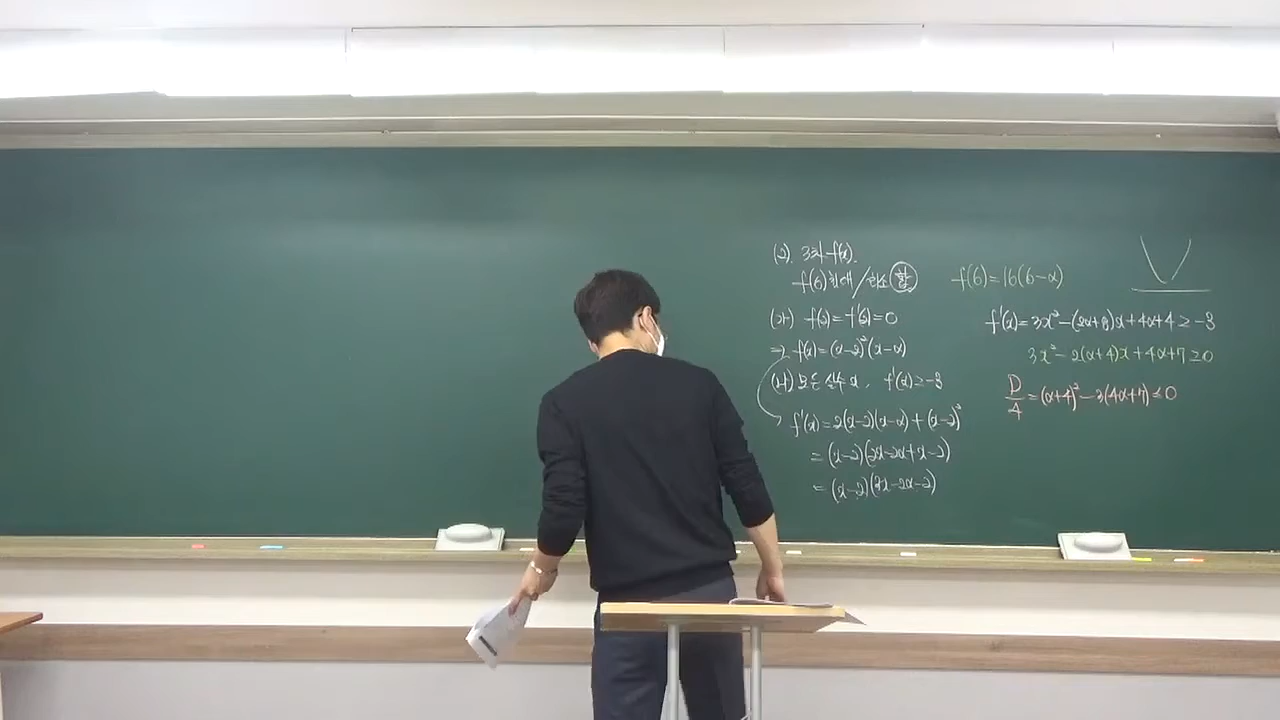 (2). 3차 f(x).
f(6) 최대/최소 합
(가) f(2)=f'(2)=0
⇒ f(x)=(x-2)²(x-α)
(나) 모든 실수 x, f'(x)≥-3
f'(x)=2(x-2)(x-α)+(x-2)²
=(x-2)(2x-2α+x-2)
=(x-2)(3x-2α-2)
f(6)=16(6-α)
f'(x)=3x²-(2α+8)x+4α+4≥-3
3x²-2(α+4)x+4α+7≥0
D/4=(α+4)²-3(4α+7)≤0